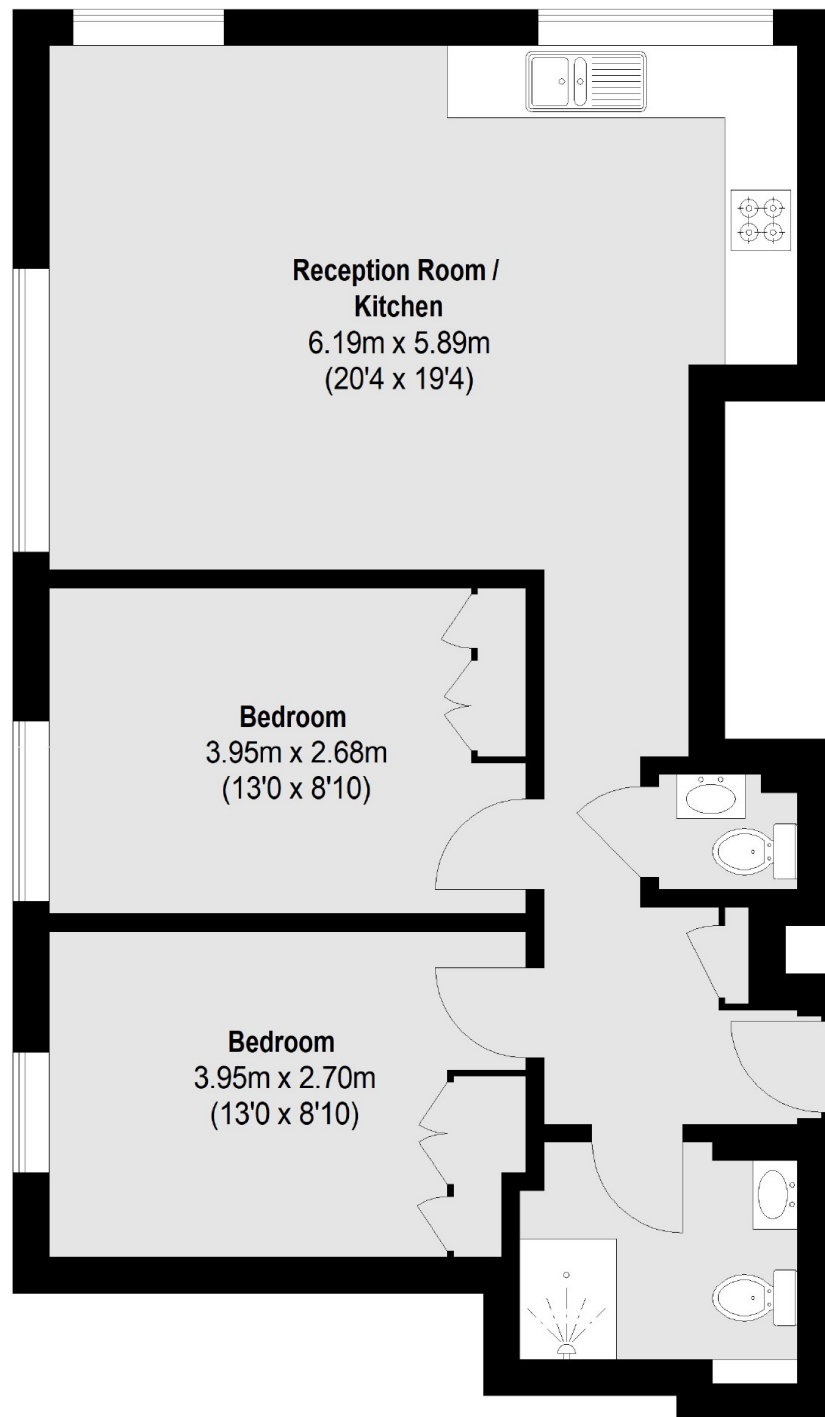 Reception Room /
Kitchen
6.19m x 5.89m
(20'4 x 19'4)
Bedroom
3.95m x 2.68m
(13'0 x 8'10)
Bedroom
3.95m x 2.70m
(13'0 x 8'10)